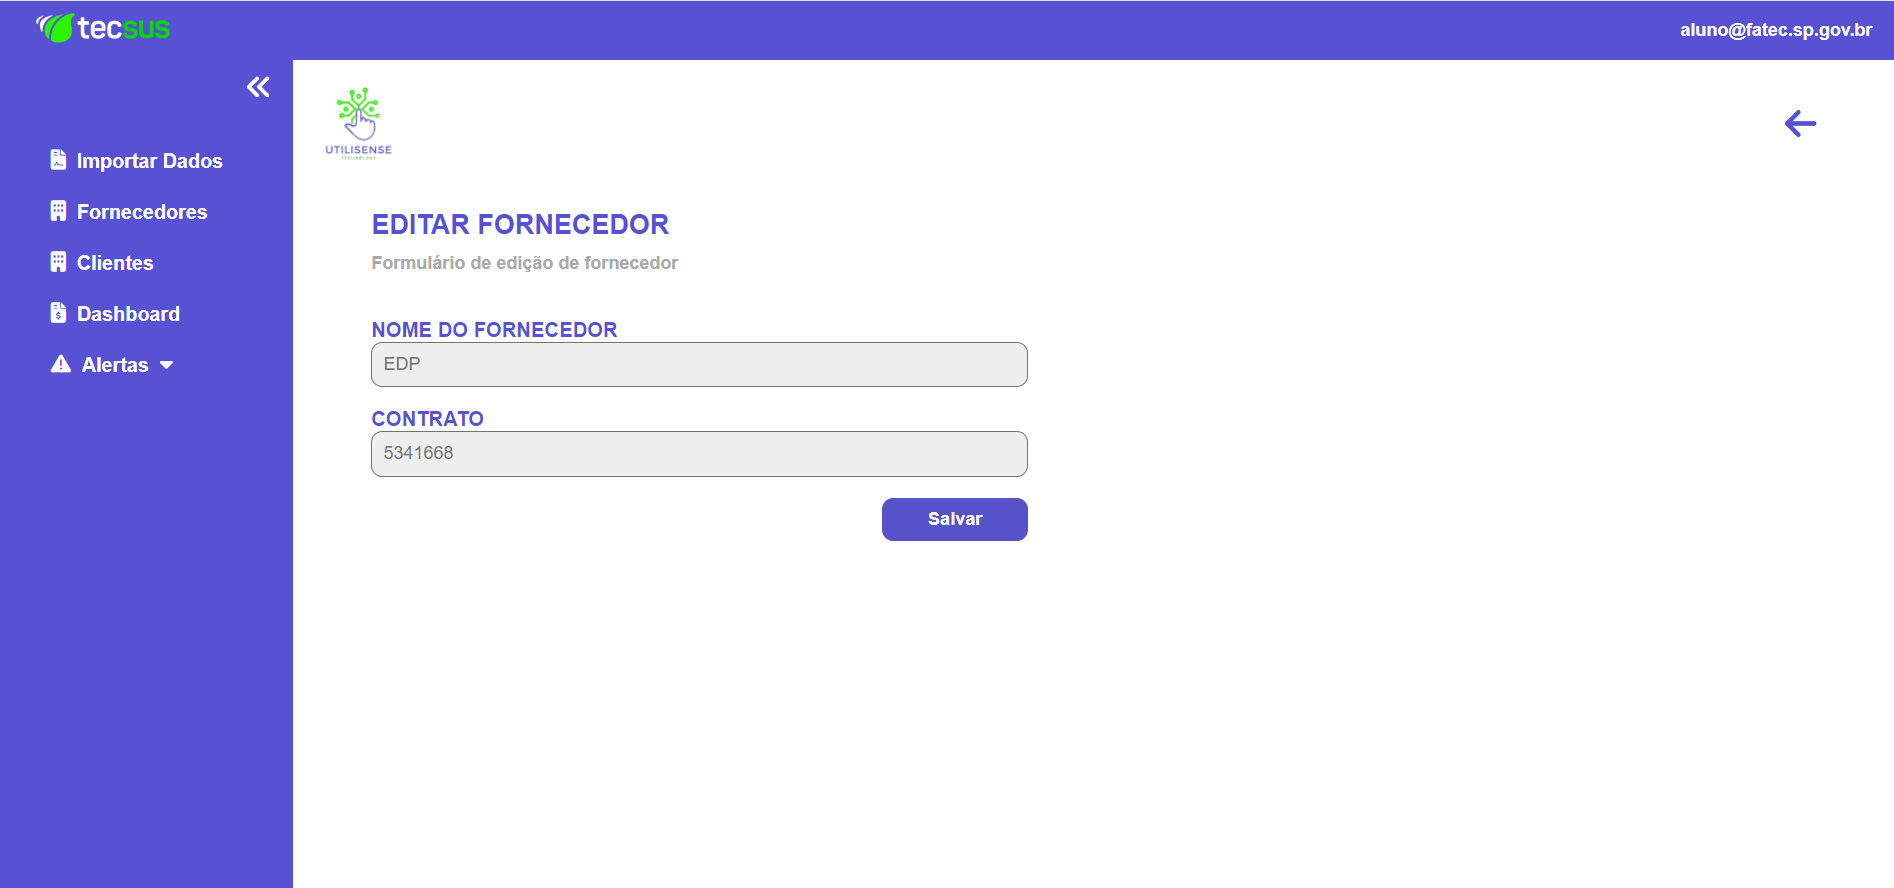 tecsus
aluno@fatec.sp.gov.br
Importar Dados
Fornecedores
Clientes
Dashboard
Alertas
UTILISENSE
EDITAR FORNECEDOR
Formulário de edição de fornecedor
NOME DO FORNECEDOR
EDP
CONTRATO
5341668
Salvar